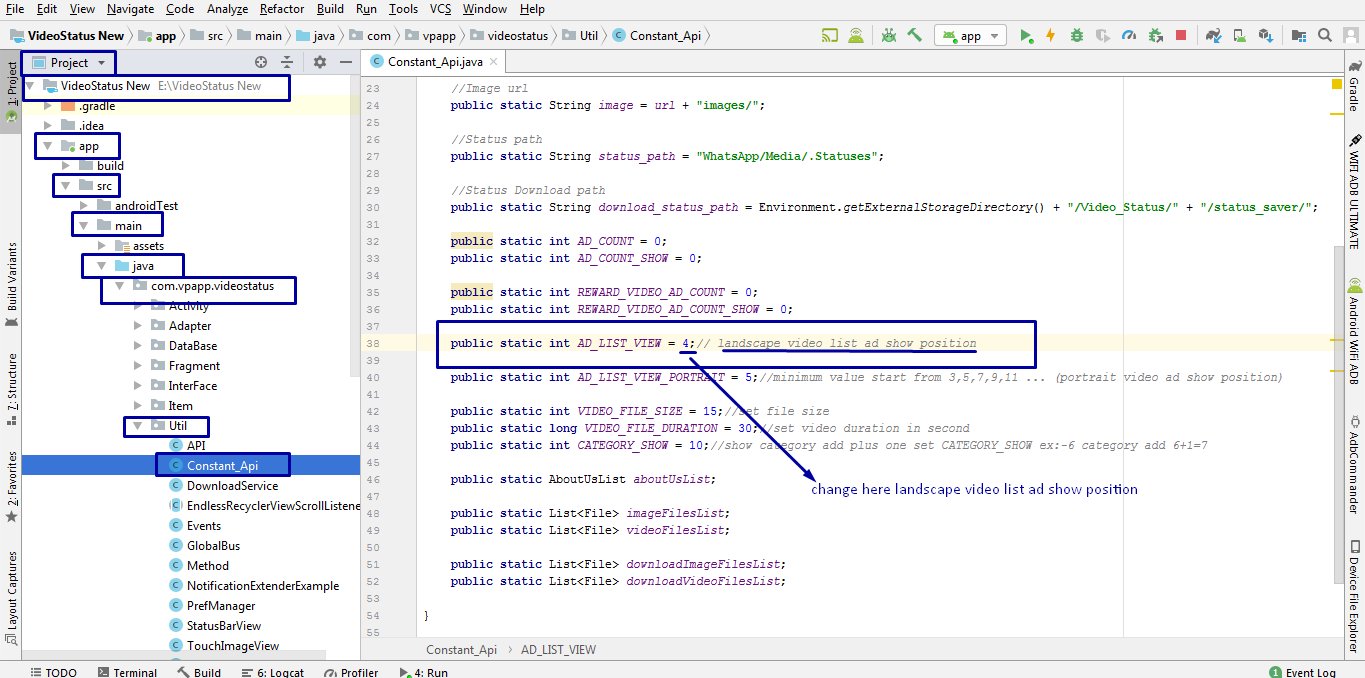 File Edit View Navigate Code Analyze Refactor Build Run Tools VCS Window Help
VideoStatus New app src main java com vpapp videostatus Util Constant_Api app
Project
Constant_Api.java
VideoStatus New E:\VideoStatus New
.gradle
.idea
app
build
src
androidTest
main
assets
java
com.vpapp.videostatus
Activity
Adapter
DataBase
Fragment
InterFace
Item
Util
API
Constant_Api
DownloadService
EndlessRecyclerViewScrollListene
Events
GlobalBus
Method
NotificationExtenderExample
PrefManager
StatusBarView
TouchImageView
1: Project
Build Variants
7: Structure
2: Favorites
Layout Captures
23 //Image url
24 public static String image = url + "images/";
25
26 //Status path
27 public static String status_path = "WhatsApp/Media/.Statuses";
28
29 //Status Download path
30 public static String download_status_path = Environment.getExternalStorageDirectory() + "/Video_Status/" + "/status_saver/";
31
32 public static int AD_COUNT = 0;
33 public static int AD_COUNT_SHOW = 0;
34
35 public static int REWARD_VIDEO_AD_COUNT = 0;
36 public static int REWARD_VIDEO_AD_COUNT_SHOW = 0;
37
38 public static int AD_LIST_VIEW = 4;// landscape video list ad show position
39
40 public static int AD_LIST_VIEW_PORTRAIT = 5;//minimum value start from 3,5,7,9,11 ... (portrait video ad show position)
41
42 public static int VIDEO_FILE_SIZE = 15;//set file size
43 public static long VIDEO_FILE_DURATION = 30;//set video duration in second
44 public static int CATEGORY_SHOW = 10;//show category add plus one set CATEGORY_SHOW ex:-6 category add 6+1=7
45
46 public static AboutUsList aboutUsList;
47
change here landscape video list ad show position
48 public static List<File> imageFilesList;
49 public static List<File> videoFilesList;
50
51 public static List<File> downloadImageFilesList;
52 public static List<File> downloadVideoFilesList;
53
54 }
55
Constant_Api AD_LIST_VIEW
Gradle
WIFI ADB ULTIMATE
Android WiFi ADB
AdbCommander
Device File Explorer
TODO Terminal Build 6: Logcat Profiler 4: Run 1 Event Log